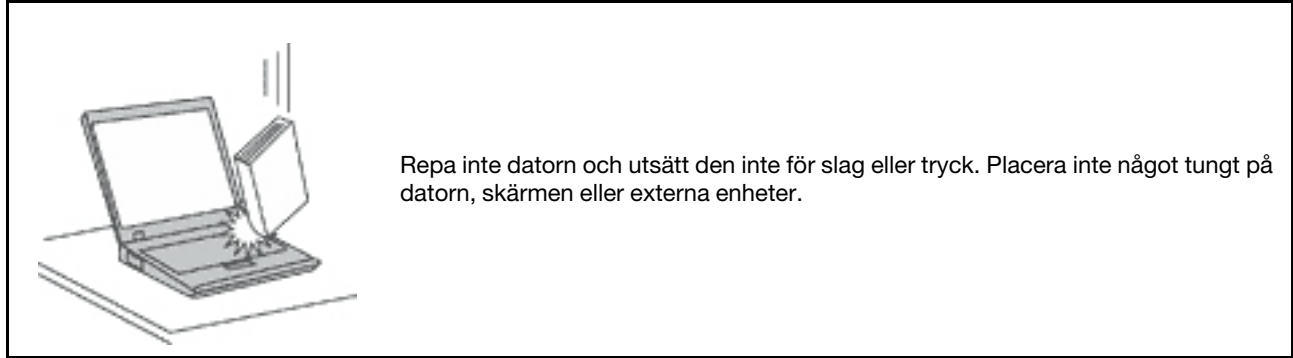 Repa inte datorn och utsätt den inte för slag eller tryck. Placera inte något tungt på
datorn, skärmen eller externa enheter.